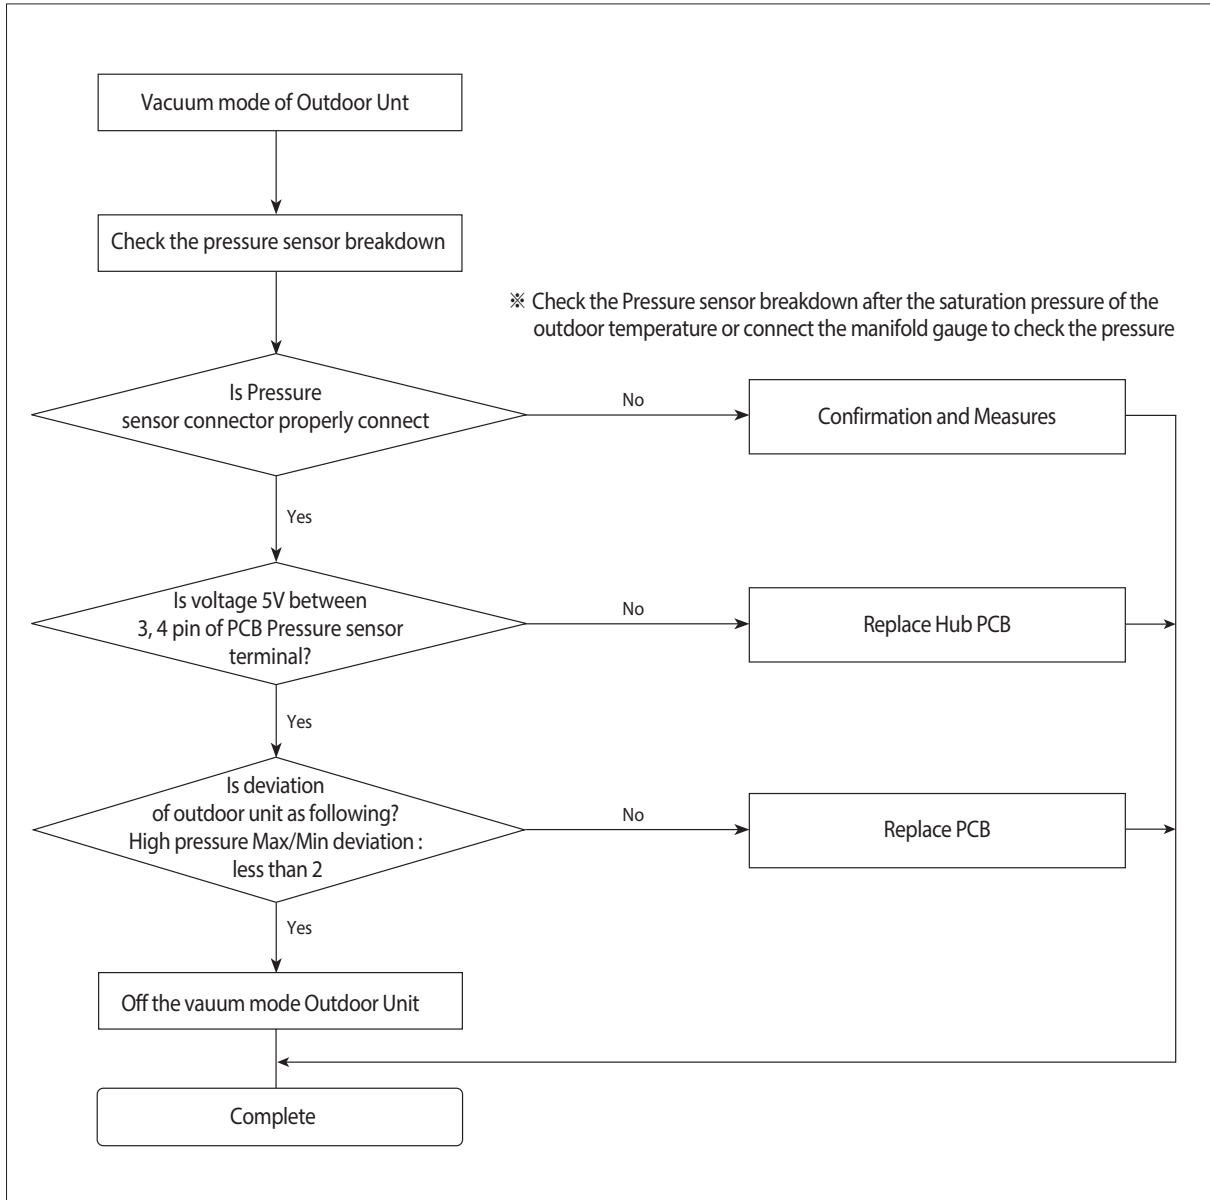 Vacuum mode of Outdoor Unt
Check the pressure sensor breakdown
※ Check the Pressure sensor breakdown after the saturation pressure of the
outdoor temperature or connect the manifold gauge to check the pressure
Is Pressure
sensor connector properly connect
No
Confirmation and Measures
Yes
Is voltage 5V between
3, 4 pin of PCB Pressure sensor
terminal?
No
Replace Hub PCB
Yes
Is deviation
of outdoor unit as following?
High pressure Max/Min deviation :
less than 2
No
Replace PCB
Yes
Off the vauum mode Outdoor Unit
Complete